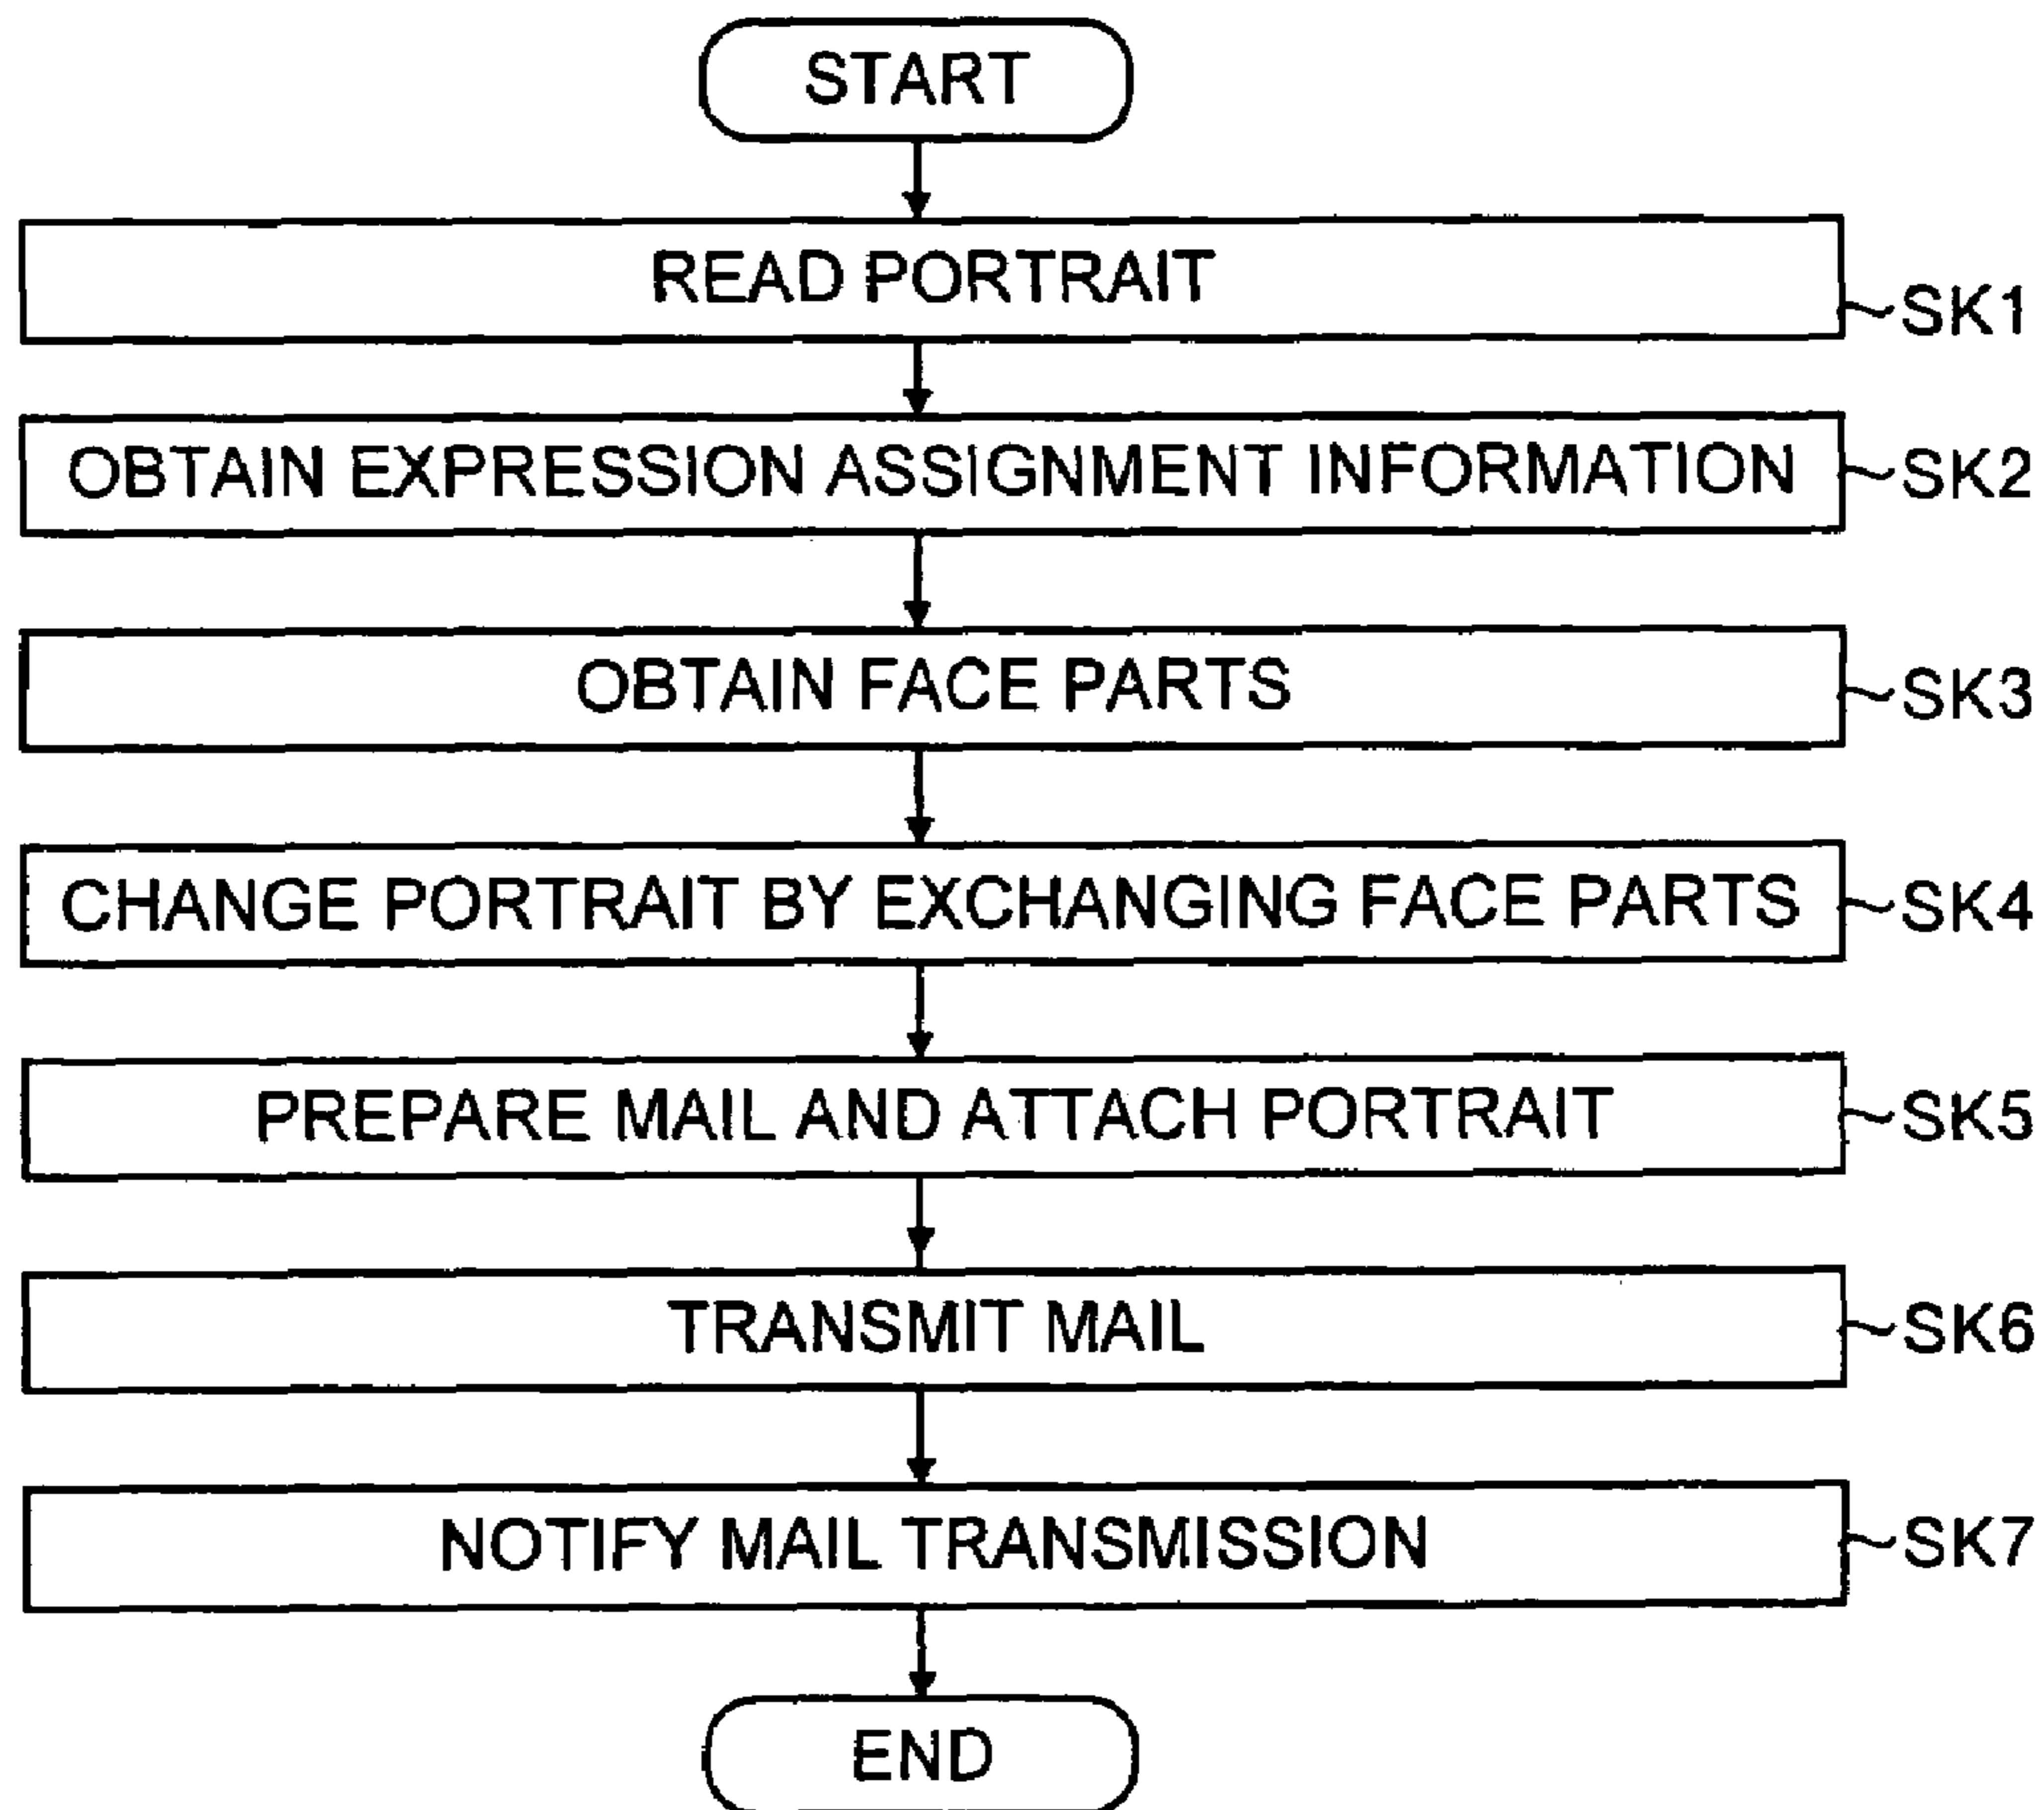 START
READ PORTRAIT
SK1
OBTAIN EXPRESSION ASSIGNMENT INFORMATION
SK2
OBTAIN FACE PARTS
SK3
CHANGE PORTRAIT BY EXCHANGING FACE PARTS
SK4
PREPARE MAIL AND ATTACH PORTRAIT
SK5
TRANSMIT MAIL
SK6
NOTIFY MAIL TRANSMISSION
SK7
END